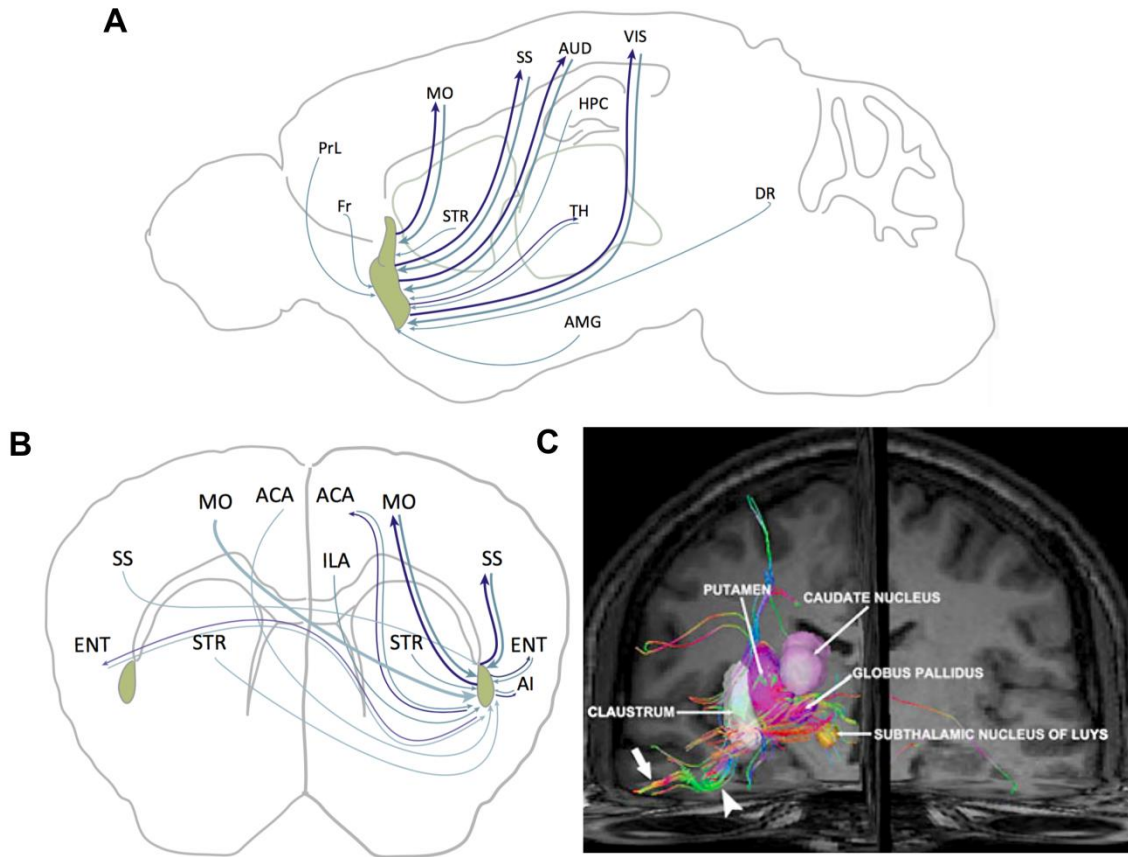 A
MO
SS
AUD
VIS
HPC
PrL
Fr
STR
TH
DR
AMG
B
MO
ACA
ACA
MO
SS
ILA
SS
ENT
STR
STR
ENT
AI
C
PUTAMEN
CAUDATE NUCLEUS
GLOBUS PALLIDUS
CLAUSTRUM
SUBTHALAMIC NUCLEUS OF LUYS